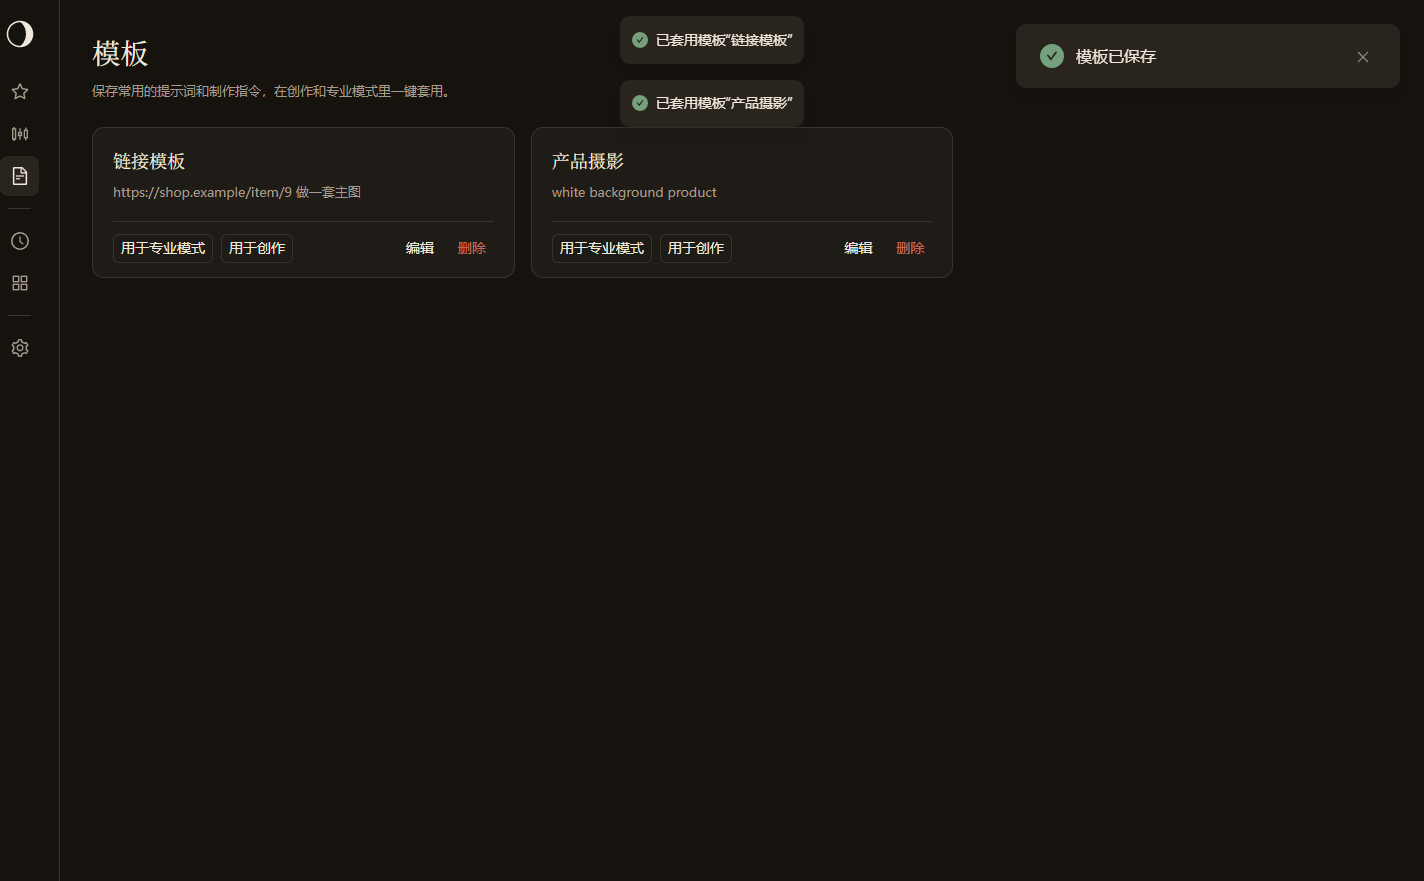 模板
保存常用的提示词和制作指令，在创作和专业模式里一键套用。
已套用模板“链接模板”
已套用模板“产品摄影”
模板已保存
链接模板
https://shop.example/item/9 做一套主图
用于专业模式 用于创作 编辑 删除
产品摄影
white background product
用于专业模式 用于创作 编辑 删除